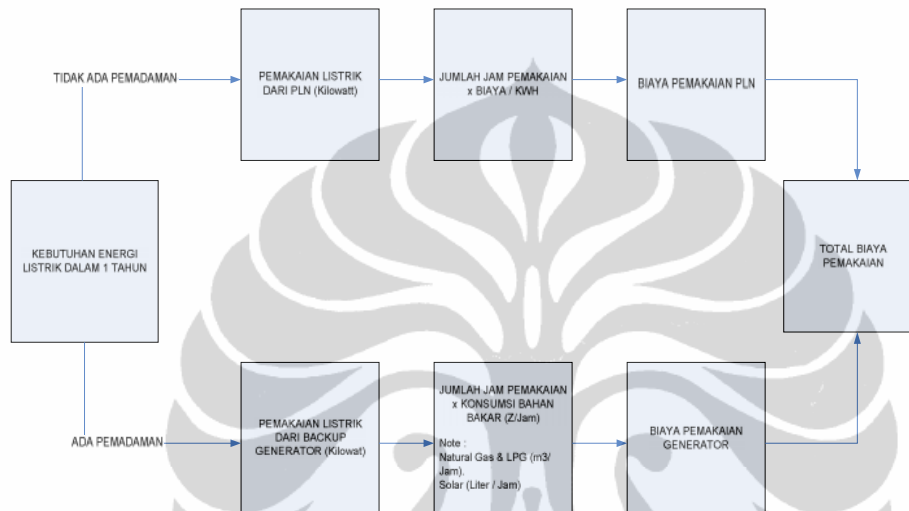 TIDAK ADA PEMADAMAN
PEMAKAIAN LISTRIK
DARI PLN (Kilowatt)
JUMLAH JAM PEMAKAIAN
x BIAYA / KWH
BIAYA PEMAKAIAN PLN
KEBUTUHAN ENERGI
LISTRIK DALAM 1 TAHUN
TOTAL BIAYA
PEMAKAIAN
ADA PEMADAMAN
PEMAKAIAN LISTRIK
DARI BACKUP
GENERATOR (Kilowat)
JUMLAH JAM PEMAKAIAN
x KONSUMSI BAHAN
BAKAR (Z/Jam)
Note :
Natural Gas & LPG (m3/
Jam).
Solar (Liter / Jam)
BIAYA PEMAKAIAN
GENERATOR